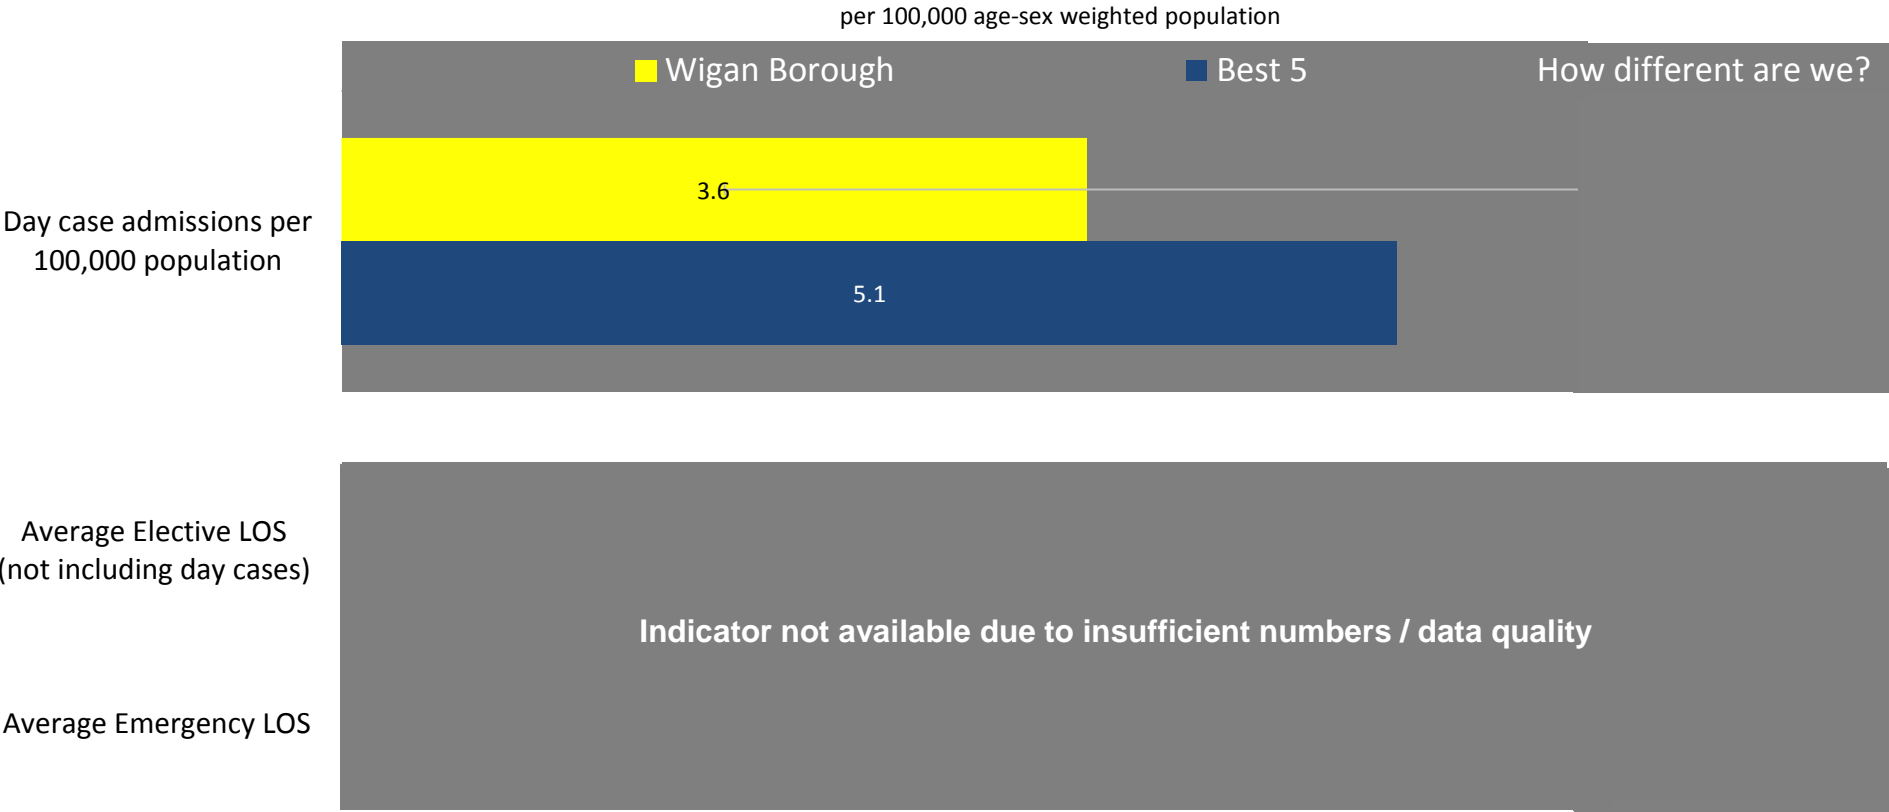 per 100,000 age-sex weighted population
Wigan Borough Best 5 How different are we?
3.6
Day case admissions per
100,000 population
5.1
Average Elective LOS
(not including day cases)
Indicator not available due to insufficient numbers / data quality
Average Emergency LOS